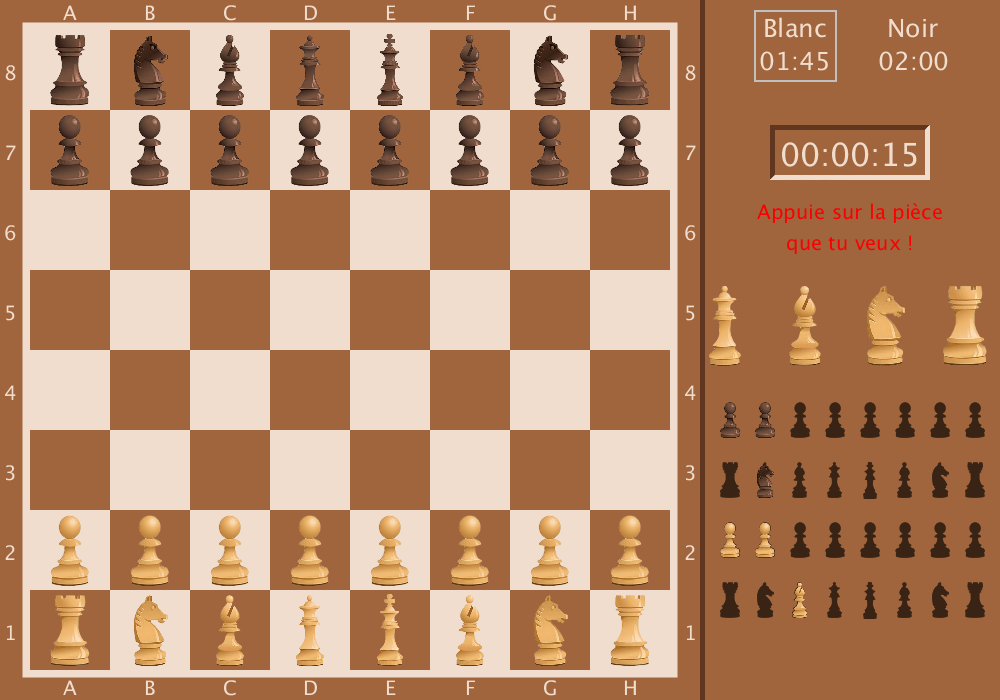 A B C D E F G H
Blanc
01:45
Noir
02:00
00:00:15
Appuie sur la pièce
que tu veux !
8 8
7 7
6 6
5 5
4 4
3 3
2 2
1 1
A B C D E F G H